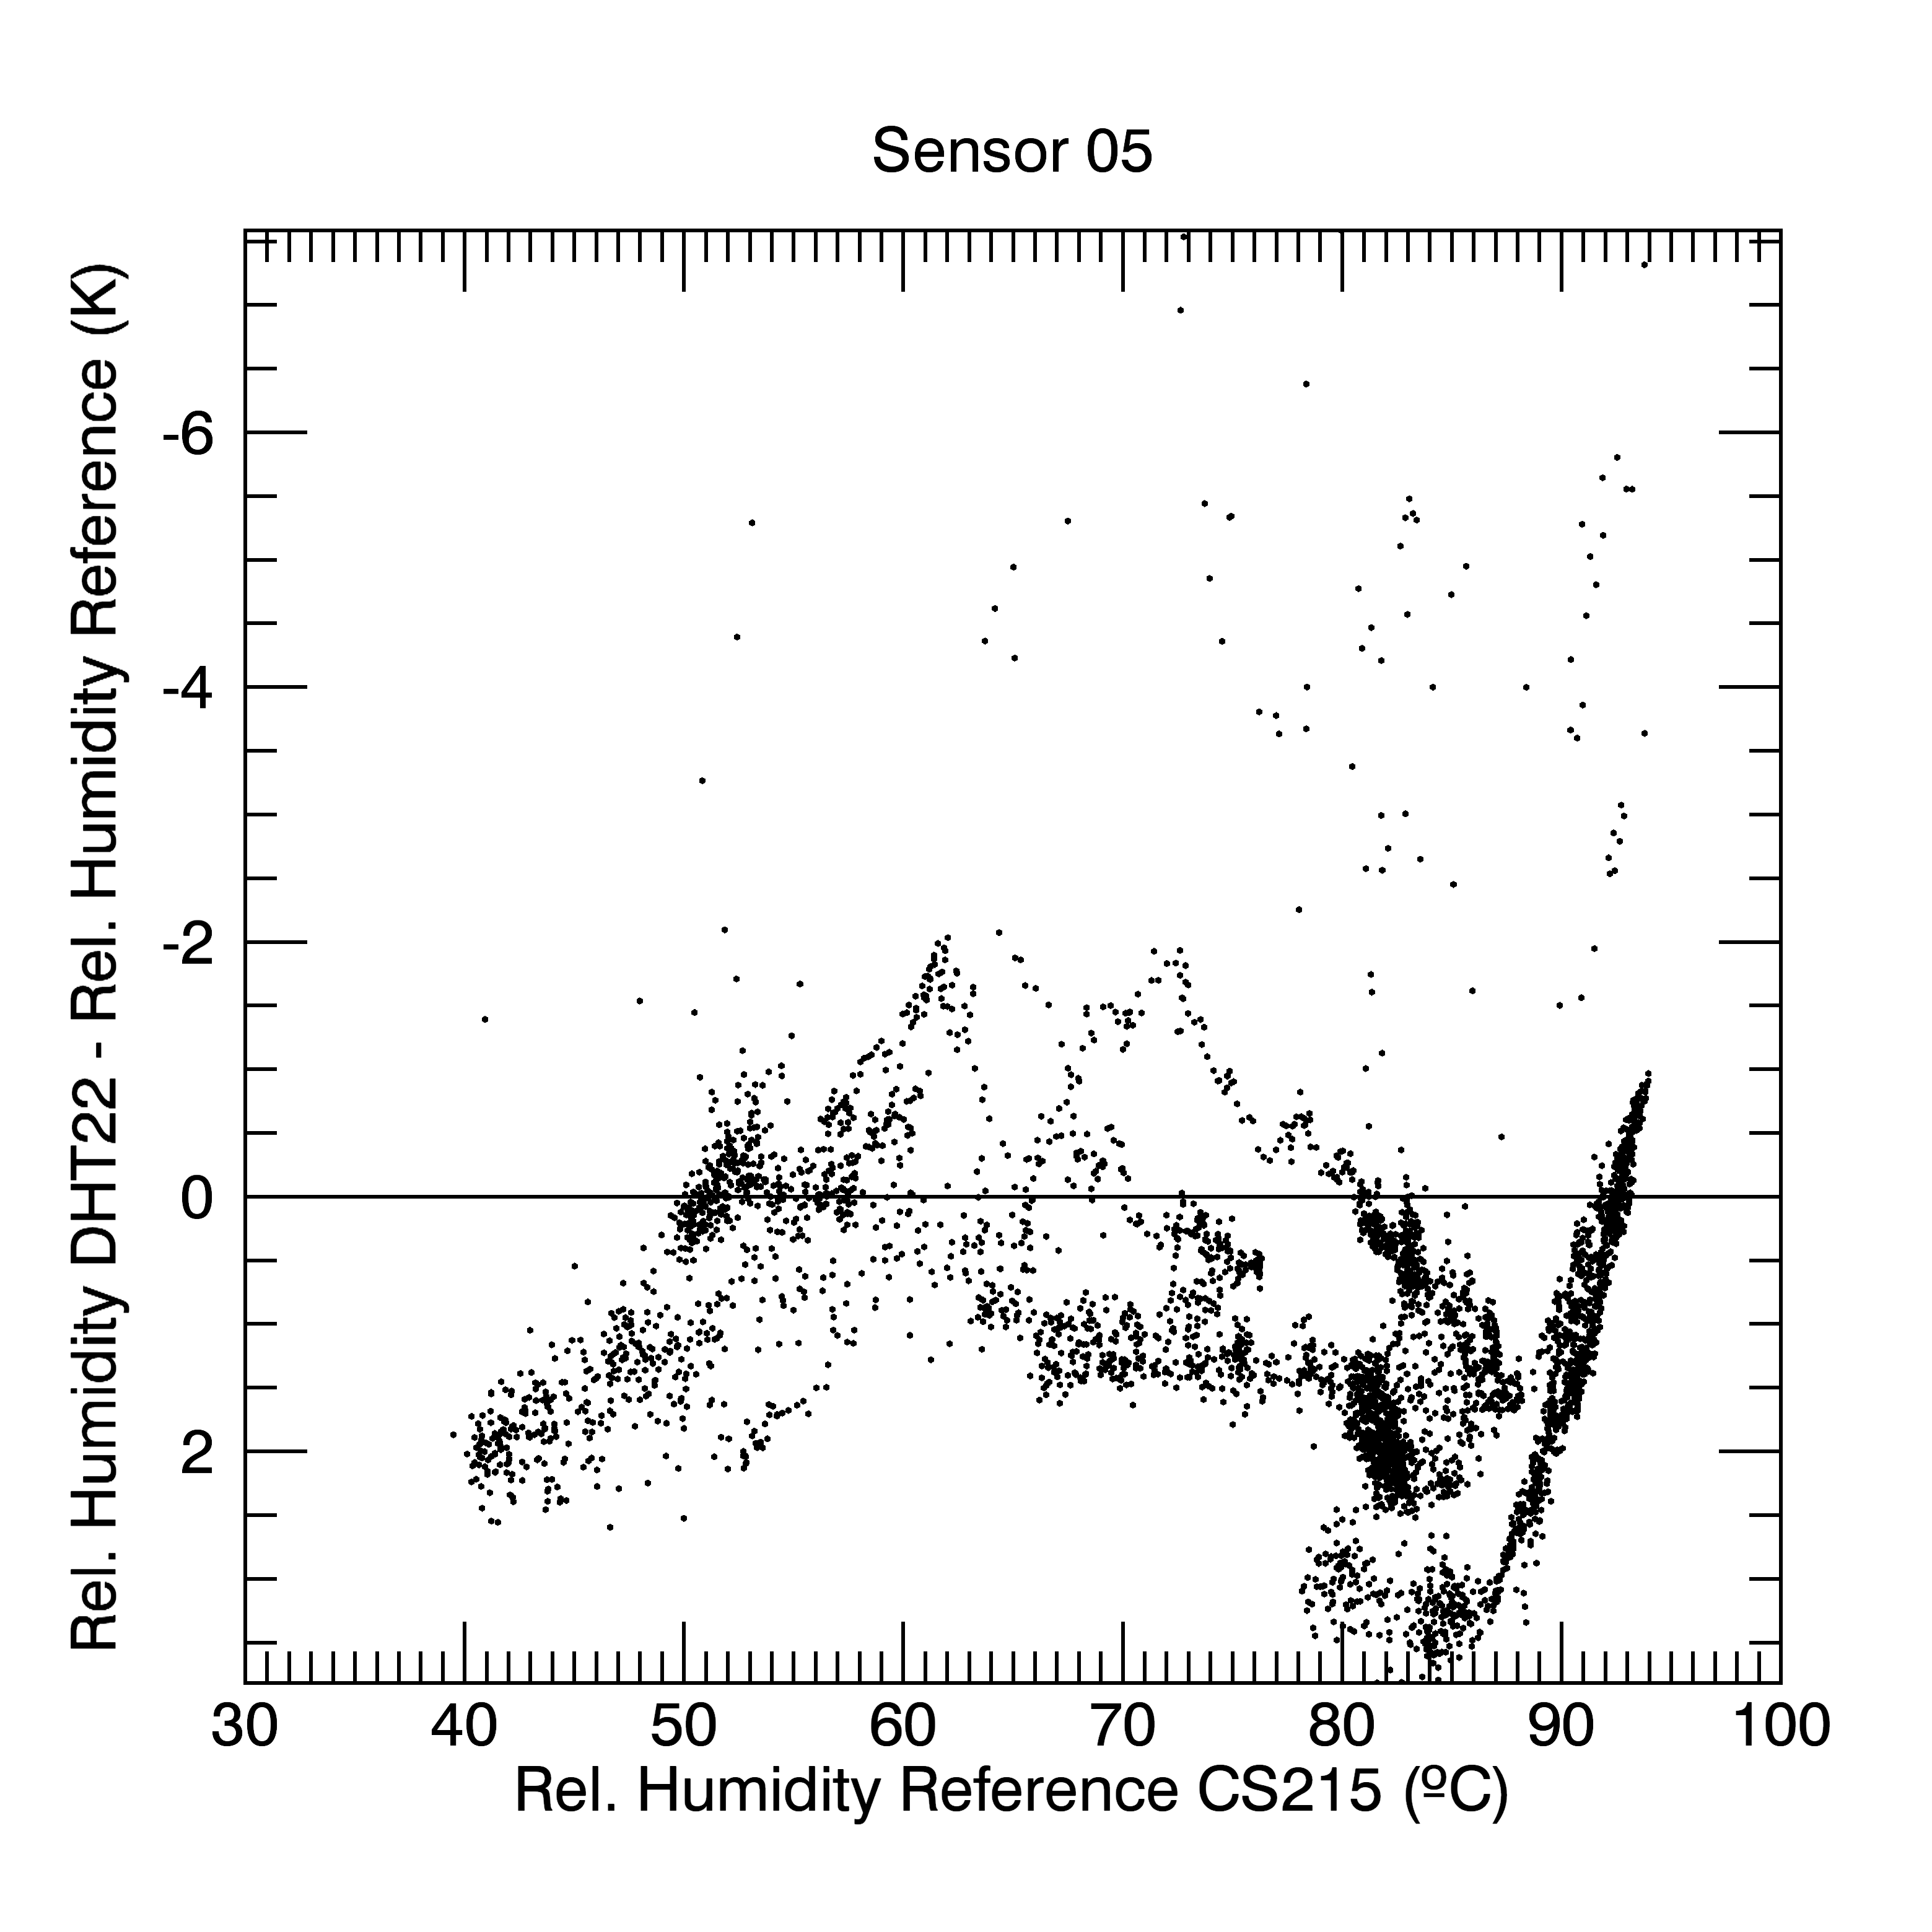 Sensor 05
Rel. Humidity DHT22 - Rel. Humidity Reference (K)
-6
-4
-2
0
2
30 40 50 60 70 80 90 100
Rel. Humidity Reference CS215 (ºC)